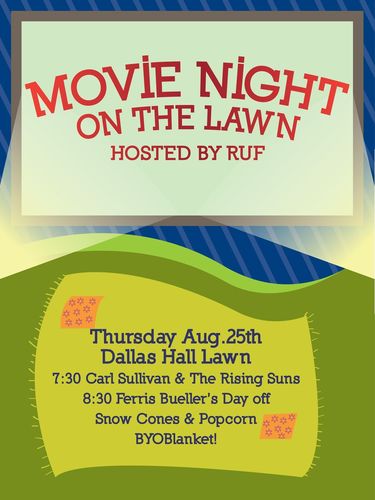 MOViE NiGHT
ON THE LAWN
HOSTED BY RUF
Thursday Aug.25th
Dallas Hall Lawn
7:30 Carl Sullivan & The Rising Suns
8:30 Ferris Bueller's Day off
Snow Cones & Popcorn
BYOBlanket!